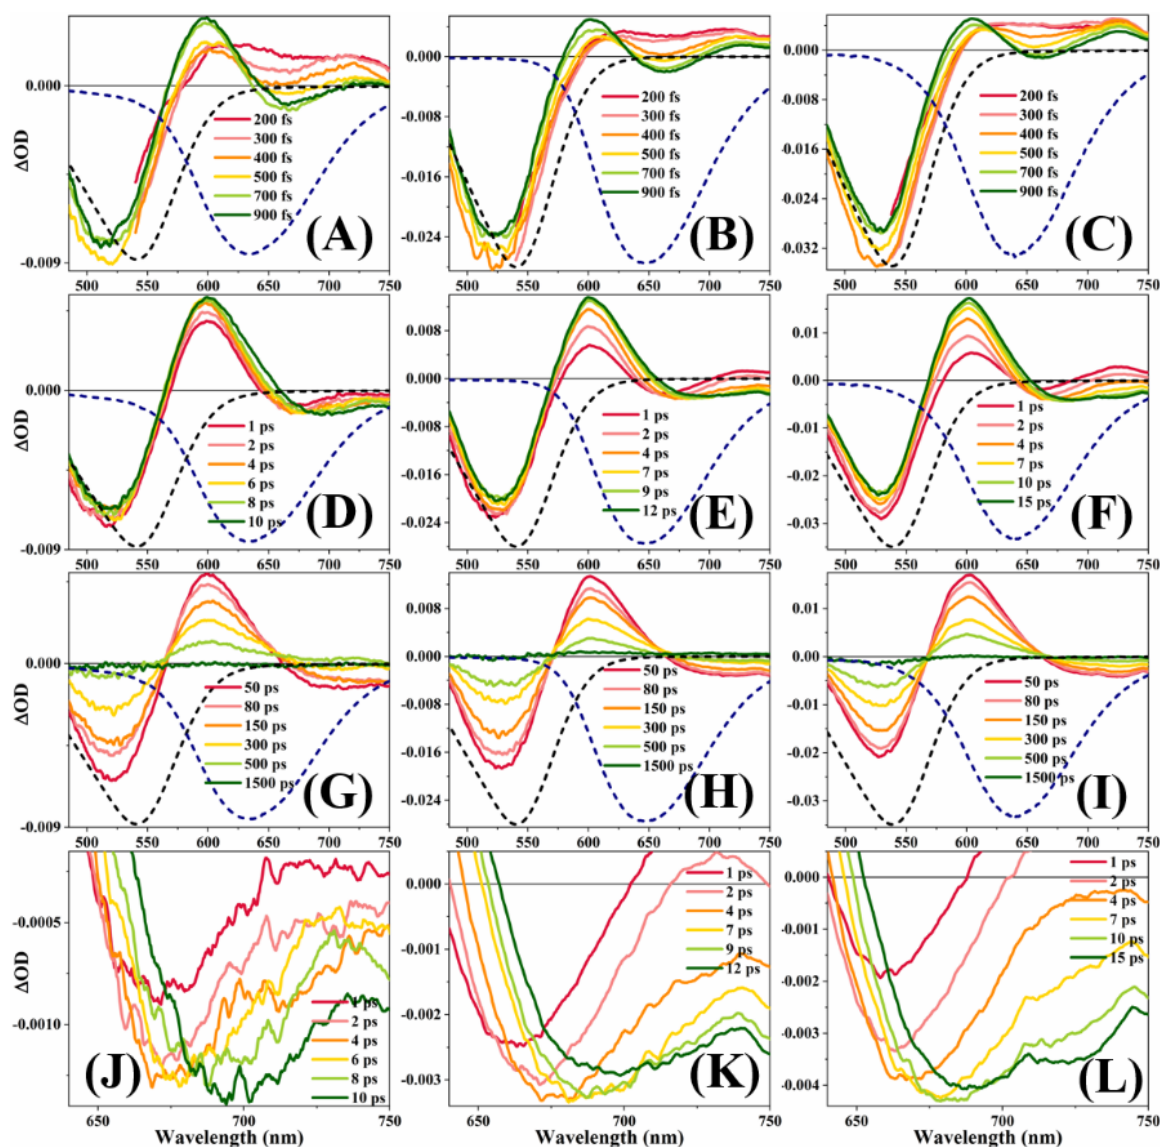 0.000
-0.009
ΔOD
200 fs
300 fs
400 fs
500 fs
700 fs
900 fs
(A)
500 550 600 650 700 750
0.000
-0.008
-0.016
-0.024
200 fs
300 fs
400 fs
500 fs
700 fs
900 fs
(B)
500 550 600 650 700 750
0.000
-0.008
-0.016
-0.032
200 fs
300 fs
400 fs
500 fs
700 fs
900 fs
(C)
500 550 600 650 700 750
0.000
-0.009
ΔOD
1 ps
2 ps
4 ps
6 ps
8 ps
10 ps
(D)
500 550 600 650 700 750
0.008
0.000
-0.008
-0.016
-0.024
1 ps
2 ps
4 ps
7 ps
9 ps
12 ps
(E)
500 550 600 650 700 750
0.01
0.00
-0.01
-0.02
-0.03
1 ps
2 ps
4 ps
7 ps
10 ps
15 ps
(F)
500 550 600 650 700 750
0.000
-0.009
ΔOD
50 ps
80 ps
150 ps
300 ps
500 ps
1500 ps
(G)
500 550 600 650 700 750
0.008
0.000
-0.008
-0.016
-0.024
50 ps
80 ps
150 ps
300 ps
500 ps
1500 ps
(H)
500 550 600 650 700 750
0.01
0.00
-0.01
-0.02
-0.03
50 ps
80 ps
150 ps
300 ps
500 ps
1500 ps
(I)
500 550 600 650 700 750
-0.0005
-0.0010
ΔOD
1 ps
2 ps
4 ps
6 ps
8 ps
10 ps
(J)
650 700 750
Wavelength (nm)
0.000
-0.001
-0.002
-0.003
1 ps
2 ps
4 ps
7 ps
9 ps
12 ps
(K)
650 700 750
Wavelength (nm)
0.000
-0.001
-0.002
-0.003
-0.004
1 ps
2 ps
4 ps
7 ps
10 ps
15 ps
(L)
650 700 750
Wavelength (nm)